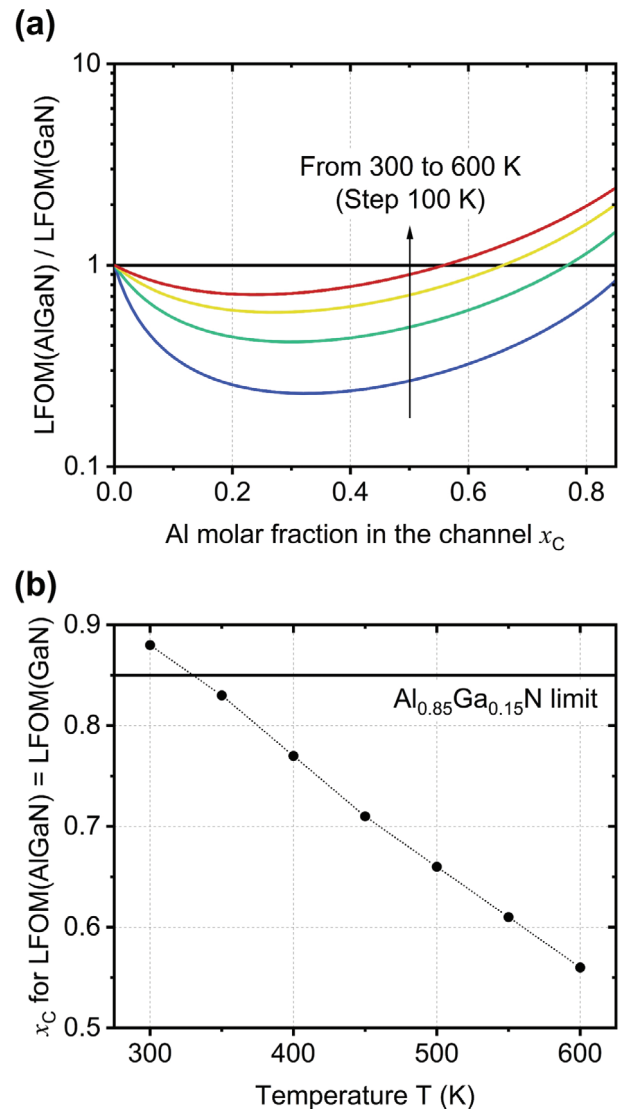 (a)
LFOM(AlGaN) / LFOM(GaN)
10
1
0.1
From 300 to 600 K
(Step 100 K)
0.0 0.2 0.4 0.6 0.8
Al molar fraction in the channel x_C
(b)
x_C for LFOM(AlGaN) = LFOM(GaN)
0.9
0.8
0.7
0.6
0.5
Al₀.₈₅Ga₀.₁₅N limit
300 400 500 600
Temperature T (K)